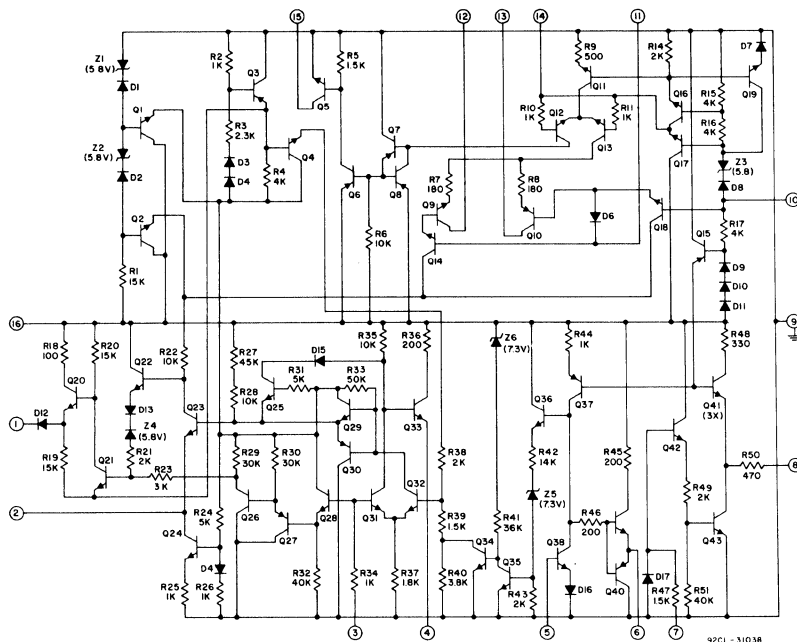 15 12 13 14 11
Z1 (5.8V)
D1
Q1
Z2 (5.8V)
D2
Q2
R1 15K
R2 1K
Q3
R3 2.3K
D3
D4
R4 4K
Q4
Q5
R5 1.5K
Q6
Q7
Q8
R6 10K
R7 180
Q9
Q14
R8 180
Q10
D6
R10 1K
Q12
R11 1K
Q13
R9 500
Q11
R14 2K
Q16
Q17
R15 4K
R16 4K
D7
Q19
Z3 (5.8)
D8
Q18
R17 4K
Q15
D9
D10
D11
10
9
16
R18 100
R20 15K
Q20
D12
1
R19 15K
Q21
Q22
R22 10K
D13
Z4 (5.8V)
R21 2K
R23 3K
Q23
2
Q24
R25 1K
R24 5K
D4
R26 1K
R27 45K
R28 10K
Q25
D15
R31 5K
R33 50K
Q29
Q30
R29 30K
R30 30K
Q26
Q27
Q28
R32 40K
R34 1K
3
R35 10K
R36 200
Q33
Q31
Q32
R37 1.8K
4
R38 2K
R39 1.5K
R40 3.8K
Z6 (7.3V)
R41 36K
Q34
Q35
Q36
R42 14K
Z5 (7.3V)
R43 2K
R44 1K
Q37
Q38
5
D16
R46 200
R45 200
Q40
6
Q42
R49 2K
D17
R47 1.5K
7
R51 40K
Q43
Q41 (3X)
R48 330
R50 470
8
92CL-31038